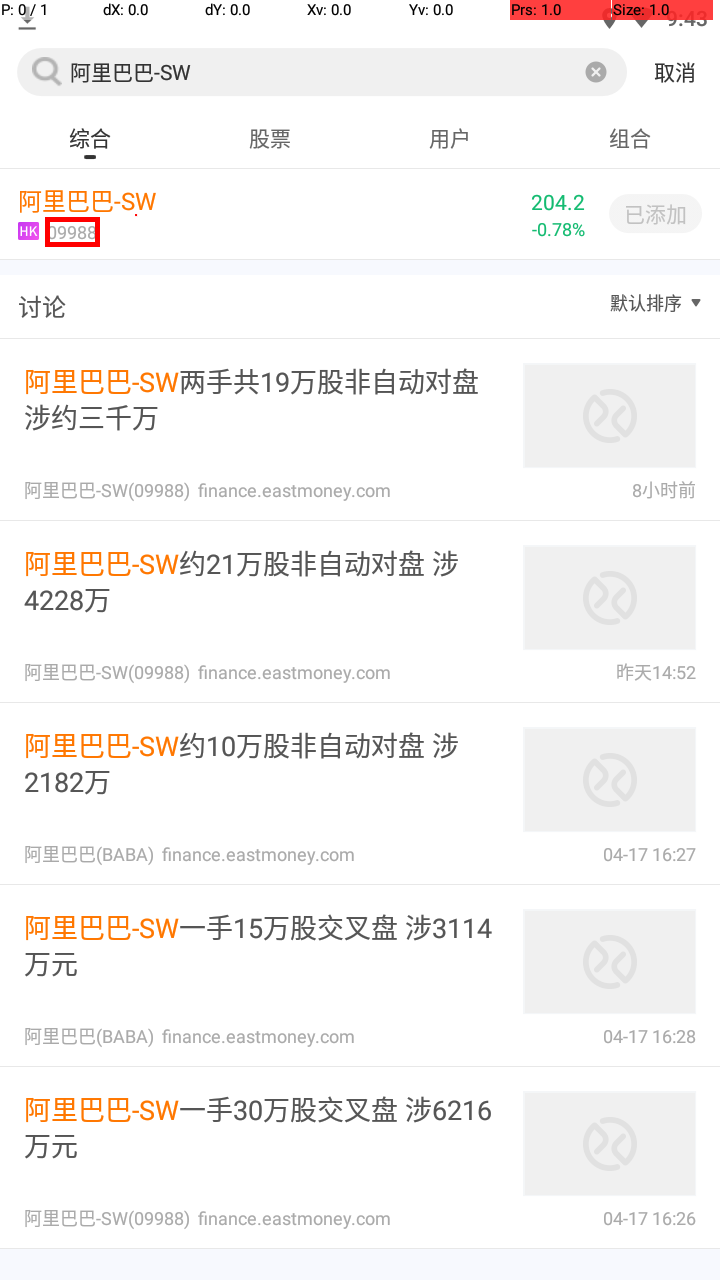 P: 0 / 1 dX: 0.0 dY: 0.0 Xv: 0.0 Yv: 0.0 Prs: 1.0 Size: 1.0
9:43
阿里巴巴-SW 取消
综合 股票 用户 组合
阿里巴巴-SW 204.2 已添加
HK 09988 -0.78%
讨论 默认排序
阿里巴巴-SW两手共19万股非自动对盘
涉约三千万
阿里巴巴-SW(09988) finance.eastmoney.com 8小时前
阿里巴巴-SW约21万股非自动对盘 涉
4228万
阿里巴巴-SW(09988) finance.eastmoney.com 昨天14:52
阿里巴巴-SW约10万股非自动对盘 涉
2182万
阿里巴巴(BABA) finance.eastmoney.com 04-17 16:27
阿里巴巴-SW一手15万股交叉盘 涉3114
万元
阿里巴巴(BABA) finance.eastmoney.com 04-17 16:28
阿里巴巴-SW一手30万股交叉盘 涉6216
万元
阿里巴巴-SW(09988) finance.eastmoney.com 04-17 16:26